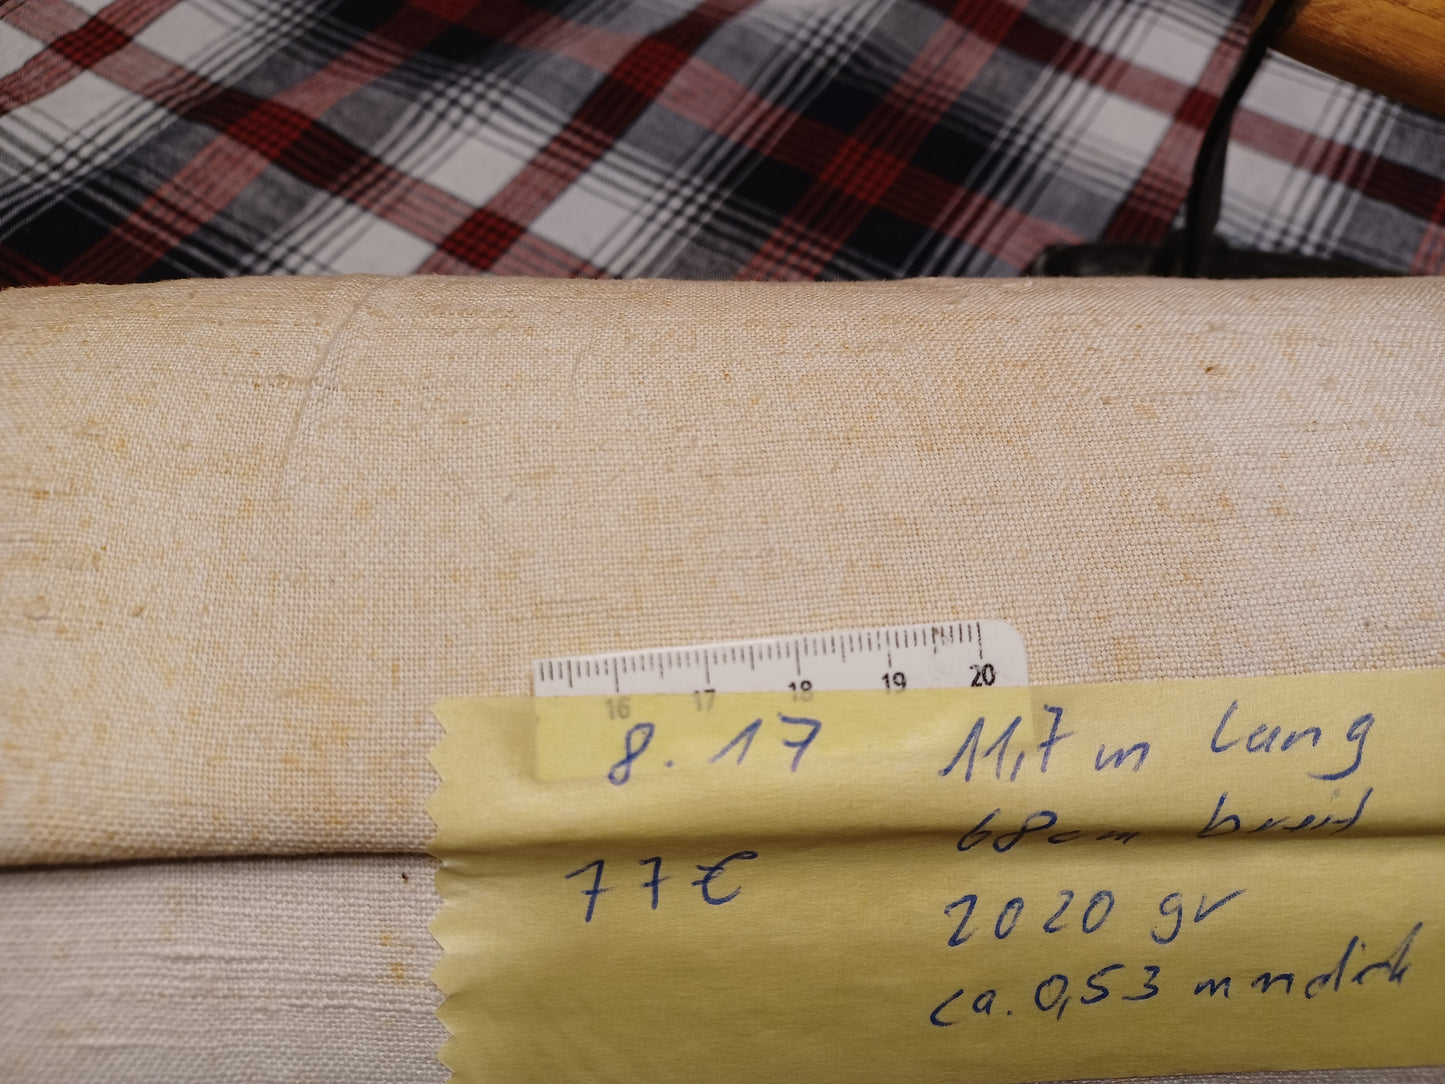 16 17 18 19 20
8.17
77€
11,7 m lang
68cm breit
2020 gr
ca. 0,53 mm dick